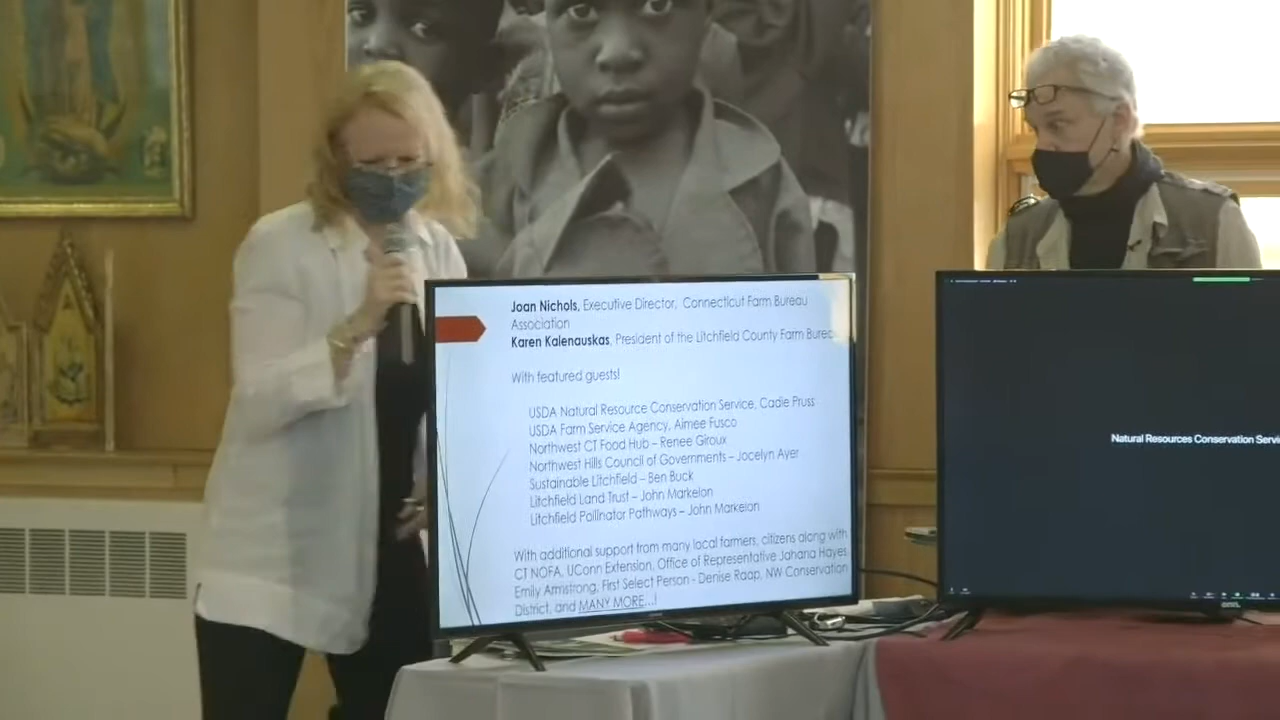 Joan Nichols, Executive Director, Connecticut Farm Bureau
Association
Karen Kalenauskas, President of the Litchfield County Farm Bureau
With featured guests!
USDA Natural Resource Conservation Service, Cadie Pruss
USDA Farm Service Agency, Aimee Fusco
Northwest CT Food Hub – Renee Giroux
Northwest Hills Council of Governments – Jocelyn Ayer
Sustainable Litchfield – Ben Buck
Litchfield Land Trust – John Markelon
Litchfield Pollinator Pathways – John Markelon
With additional support from many local farmers, citizens along with
CT NOFA, UConn Extension, Office of Representative Jahana Hayes,
Emily Armstrong, First Select Person - Denise Raap, NW Conservation
District, and MANY MORE...!
Natural Resources Conservation Servi
onn.